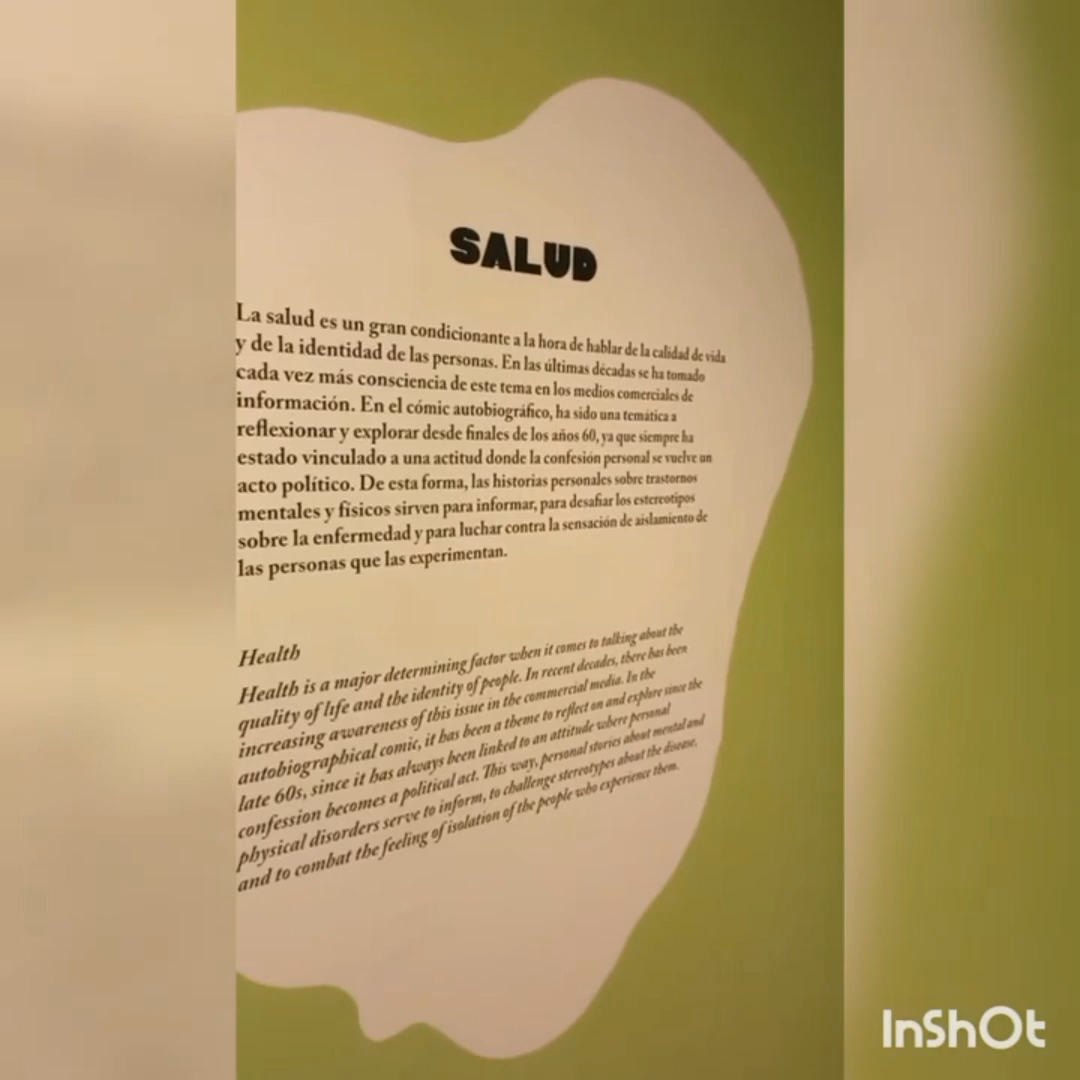 SALUD
La salud es un gran condicionante a la hora de hablar de la calidad de vida
y de la identidad de las personas. En las últimas décadas se ha tomado
cada vez más consciencia de este tema en los medios comerciales de
información. En el cómic autobiográfico, ha sido una temática a
reflexionar y explorar desde finales de los años 60, ya que siempre ha
estado vinculado a una actitud donde la confesión personal se vuelve un
acto político. De esta forma, las historias personales sobre trastornos
mentales y físicos sirven para informar, para desafiar los estereotipos
sobre la enfermedad y para luchar contra la sensación de aislamiento de
las personas que las experimentan.
Health
Health is a major determining factor when it comes to talking about the
quality of life and the identity of people. In recent decades, there has been
increasing awareness of this issue in the commercial media. In the
autobiographical comic, it has been a theme to reflect on and explore since the
late 60s, since it has always been linked to an attitude where personal
confession becomes a political act. This way, personal stories about mental and
physical disorders serve to inform, to challenge stereotypes about the disease,
and to combat the feeling of isolation of the people who experience them.
InShOt